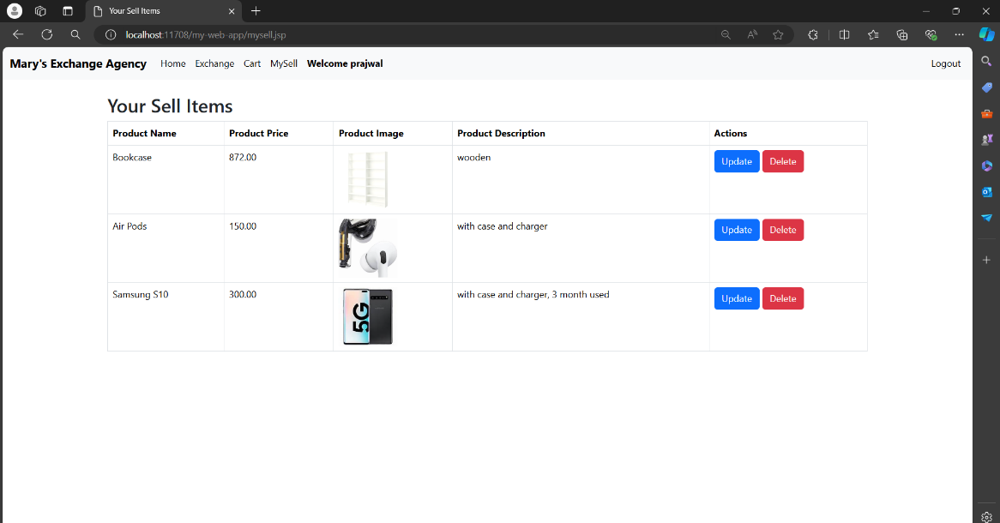 Your Sell Items
localhost:11708/my-web-app/mysell.jsp
Mary's Exchange Agency Home Exchange Cart MySell Welcome prajwal Logout
Your Sell Items
Product Name Product Price Product Image Product Description Actions
Bookcase 872.00 wooden Update Delete
Air Pods 150.00 with case and charger Update Delete
Samsung S10 300.00 5G with case and charger, 3 month used Update Delete